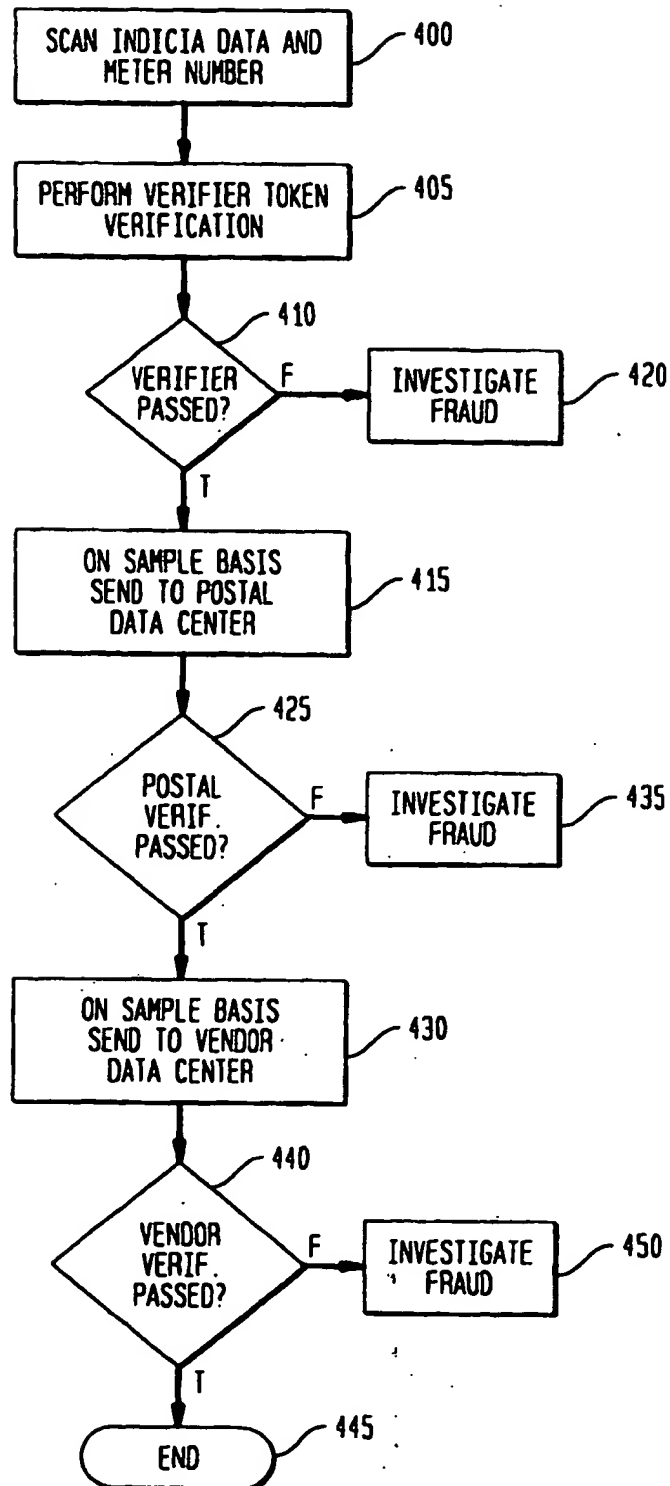 SCAN INDICIA DATA AND
METER NUMBER
400
PERFORM VERIFIER TOKEN
VERIFICATION
405
410
VERIFIER
PASSED?
F
INVESTIGATE
FRAUD
420
T
ON SAMPLE BASIS
SEND TO POSTAL
DATA CENTER
415
425
POSTAL
VERIF.
PASSED?
F
INVESTIGATE
FRAUD
435
T
ON SAMPLE BASIS
SEND TO VENDOR
DATA CENTER
430
440
VENDOR
VERIF.
PASSED?
F
INVESTIGATE
FRAUD
450
T
END
445